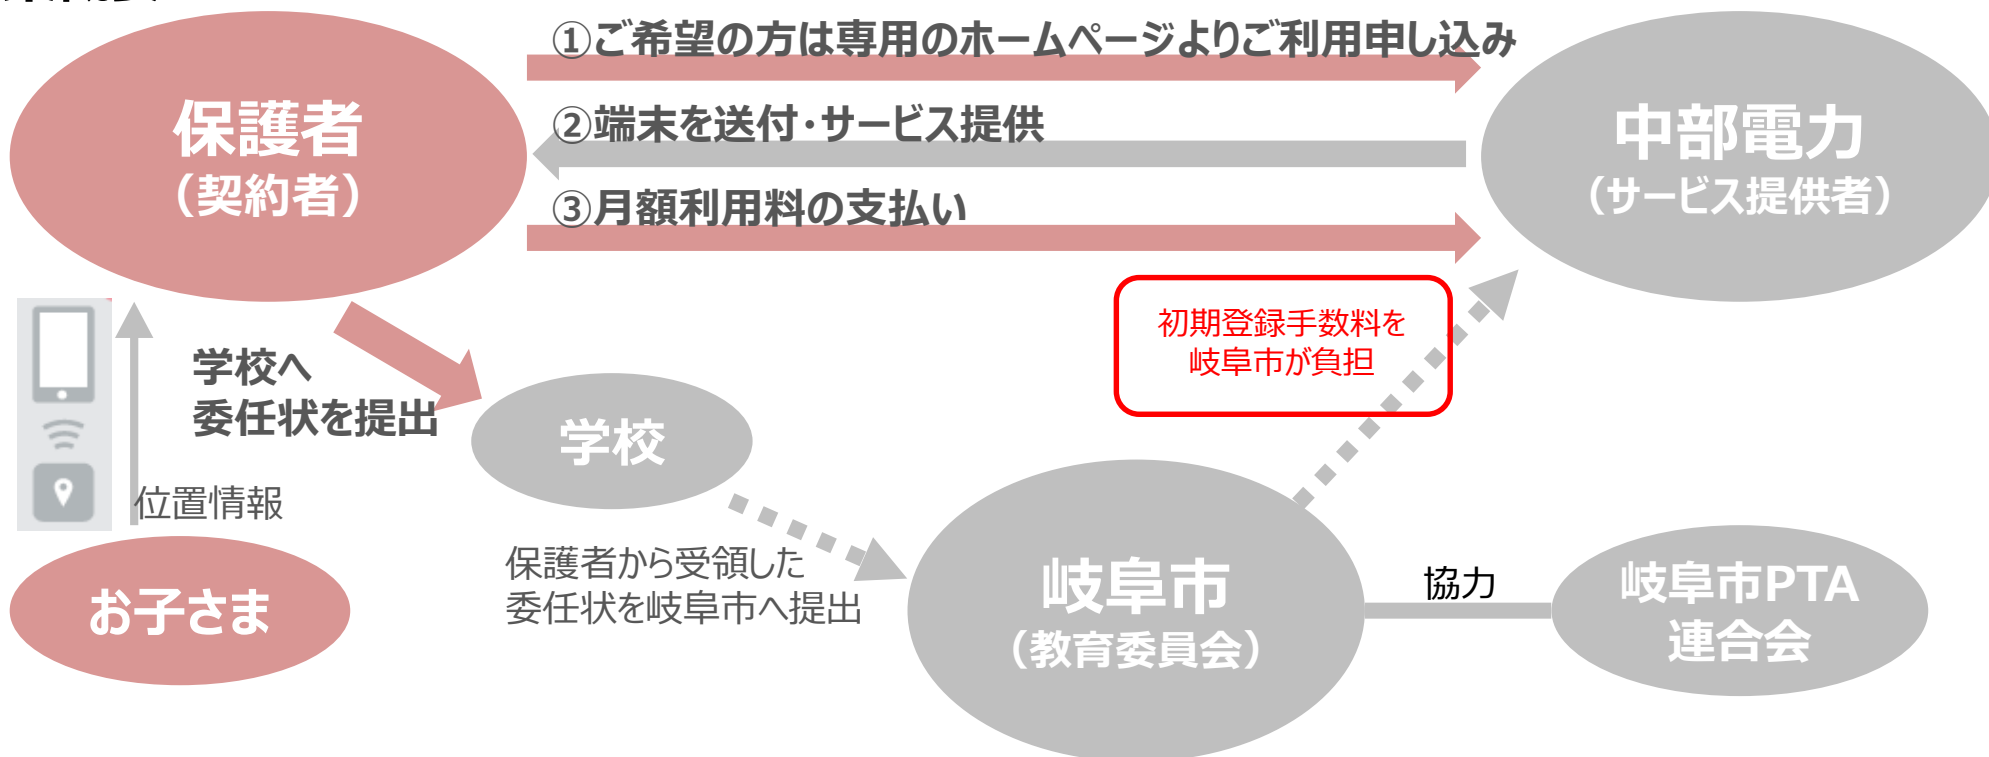 ①ご希望の方は専用のホームページよりご利用申し込み
保護者
（契約者）
②端末を送付・サービス提供
中部電力
（サービス提供者）
③月額利用料の支払い
初期登録手数料を
岐阜市が負担
学校へ
委任状を提出
学校
位置情報
お子さま
保護者から受領した
委任状を岐阜市へ提出
岐阜市
（教育委員会）
協力
岐阜市PTA
連合会